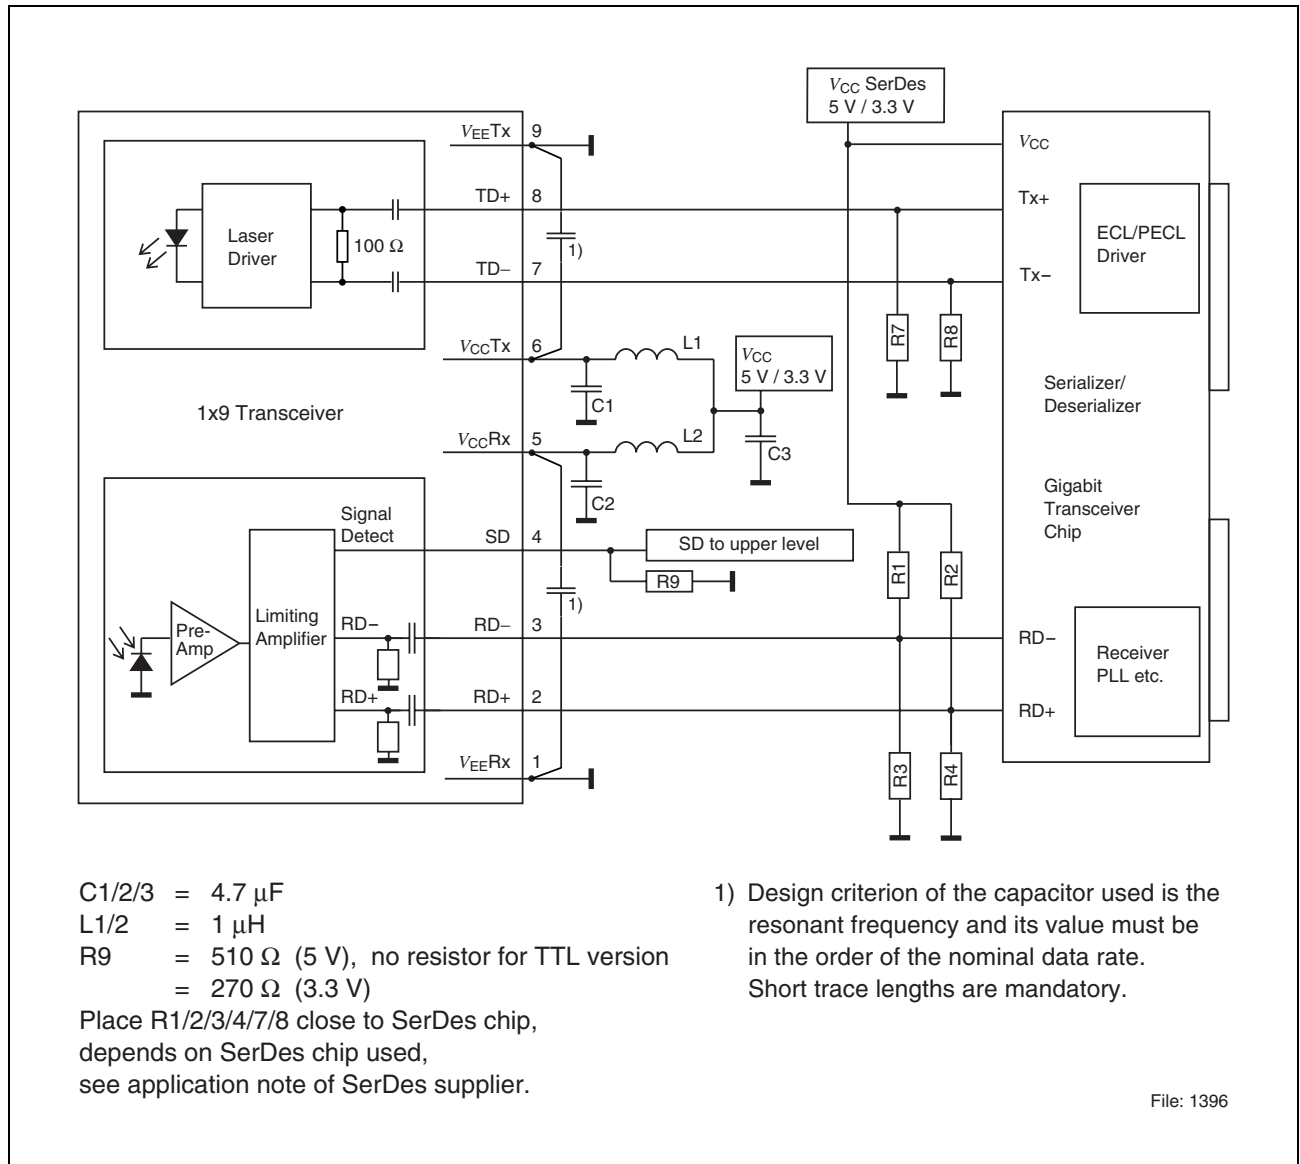 VCC SerDes
5 V / 3.3 V
VEETx 9
VCC
TD+ 8
Tx+
Laser
Driver
100 Ω
1)
ECL/PECL
Driver
TD− 7
Tx−
R7
R8
VCCTx 6
L1
VCC
5 V / 3.3 V
C1
1x9 Transceiver
Serializer/
Deserializer
VCCRx 5
L2
C3
C2
Gigabit
Transceiver
Chip
Signal
Detect
SD 4
SD to upper level
R9
R1
R2
1)
Pre-
Amp
Limiting
Amplifier
RD−
RD− 3
RD−
Receiver
PLL etc.
RD+
RD+ 2
RD+
VEERx 1
R3
R4
C1/2/3 = 4.7 μF
L1/2 = 1 μH
R9 = 510 Ω (5 V), no resistor for TTL version
= 270 Ω (3.3 V)
Place R1/2/3/4/7/8 close to SerDes chip,
depends on SerDes chip used,
see application note of SerDes supplier.
1) Design criterion of the capacitor used is the
resonant frequency and its value must be
in the order of the nominal data rate.
Short trace lengths are mandatory.
File: 1396